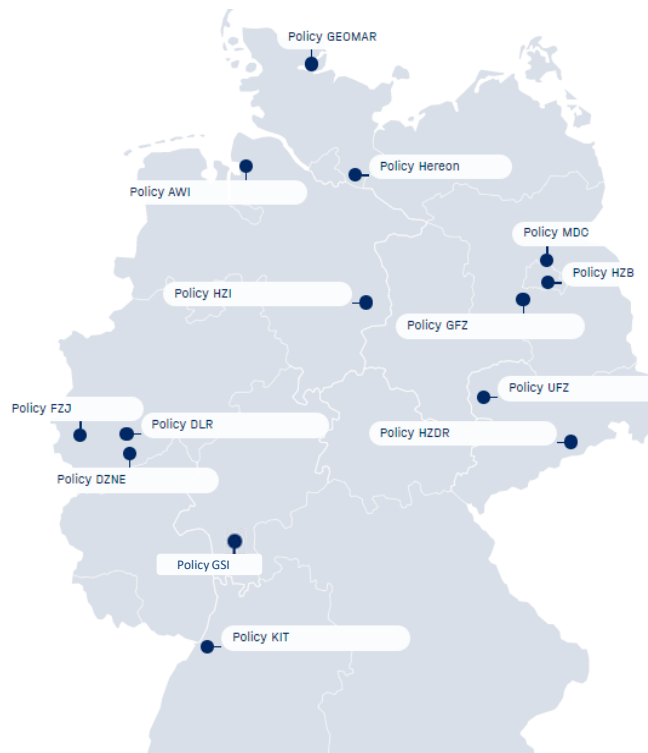 Policy GEOMAR
Policy Hereon
Policy AWI
Policy MDC
Policy HZB
Policy HZI
Policy GFZ
Policy UFZ
Policy FZJ
Policy DLR
Policy HZDR
Policy DZNE
Policy GSI
Policy KIT